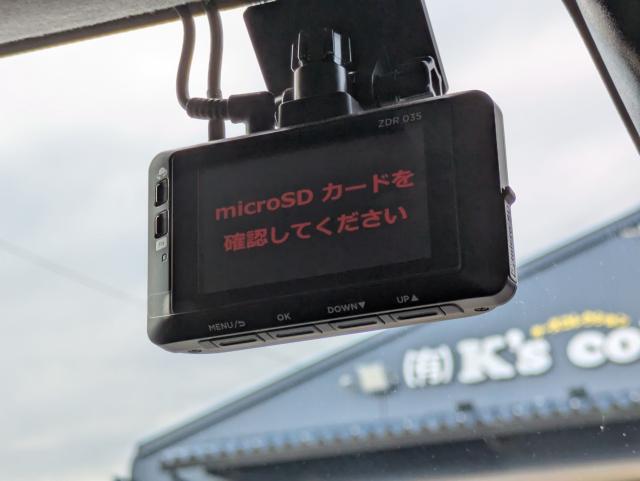 ZDR 035
microSD カードを
確認してください
MENU/⮌ OK DOWN▼ UP▲
(有)K's co